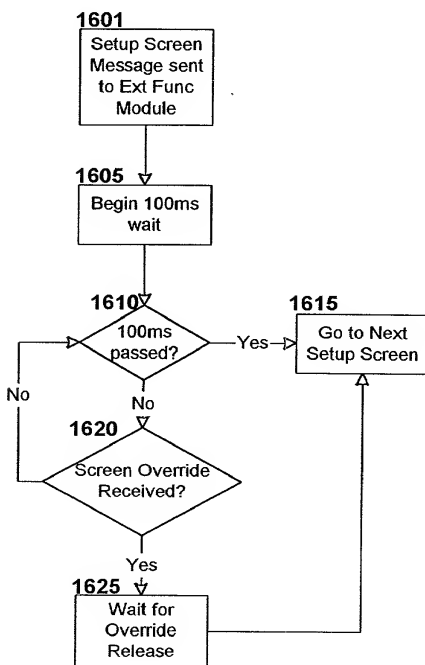 1601
Setup Screen
Message sent
to Ext Func
Module
1605
Begin 100ms
wait
1610
100ms
passed?
Yes
1615
Go to Next
Setup Screen
No
No
1620
Screen Override
Received?
Yes
1625
Wait for
Override
Release